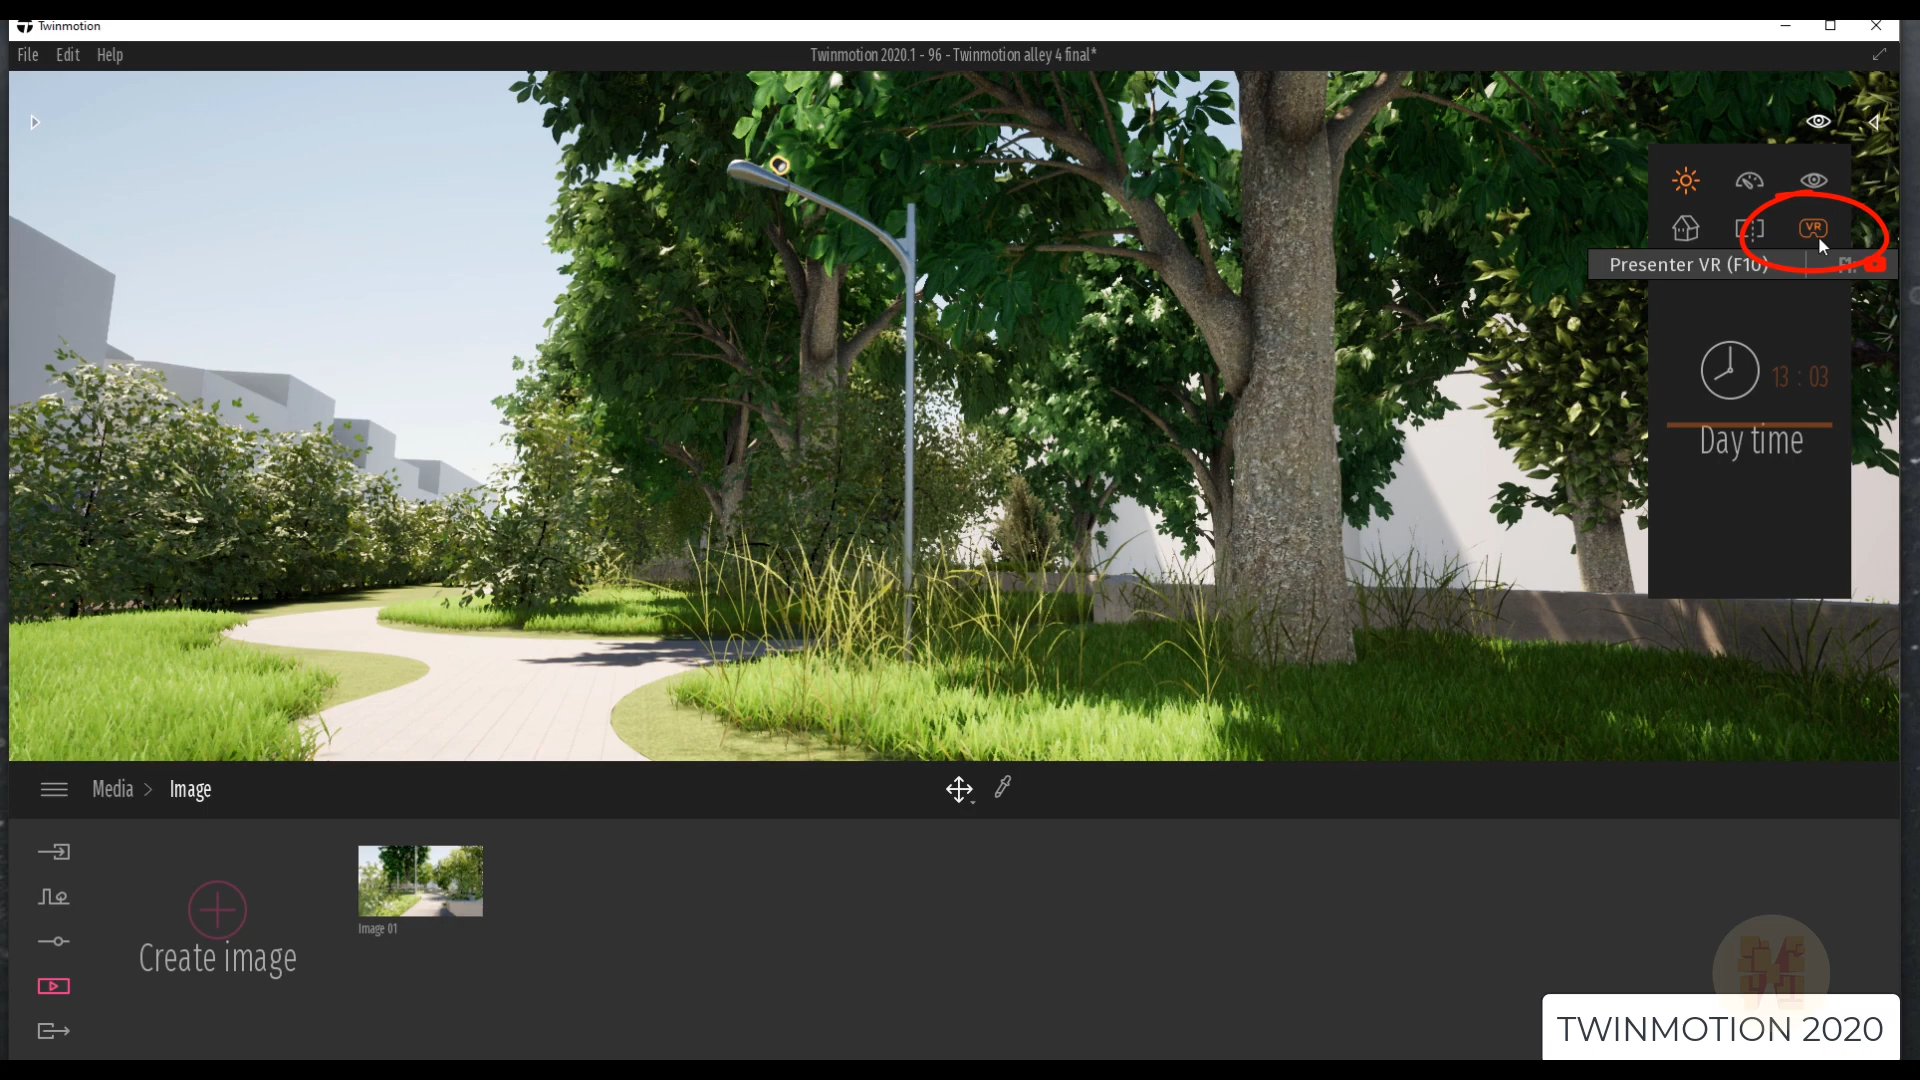 Twinmotion
File Edit Help
Twinmotion 2020.1 - 96 - Twinmotion alley 4 final*
VR
Presenter VR (F10)
13 : 03
Day time
Media > Image
Create image
Image 01
TWINMOTION 2020